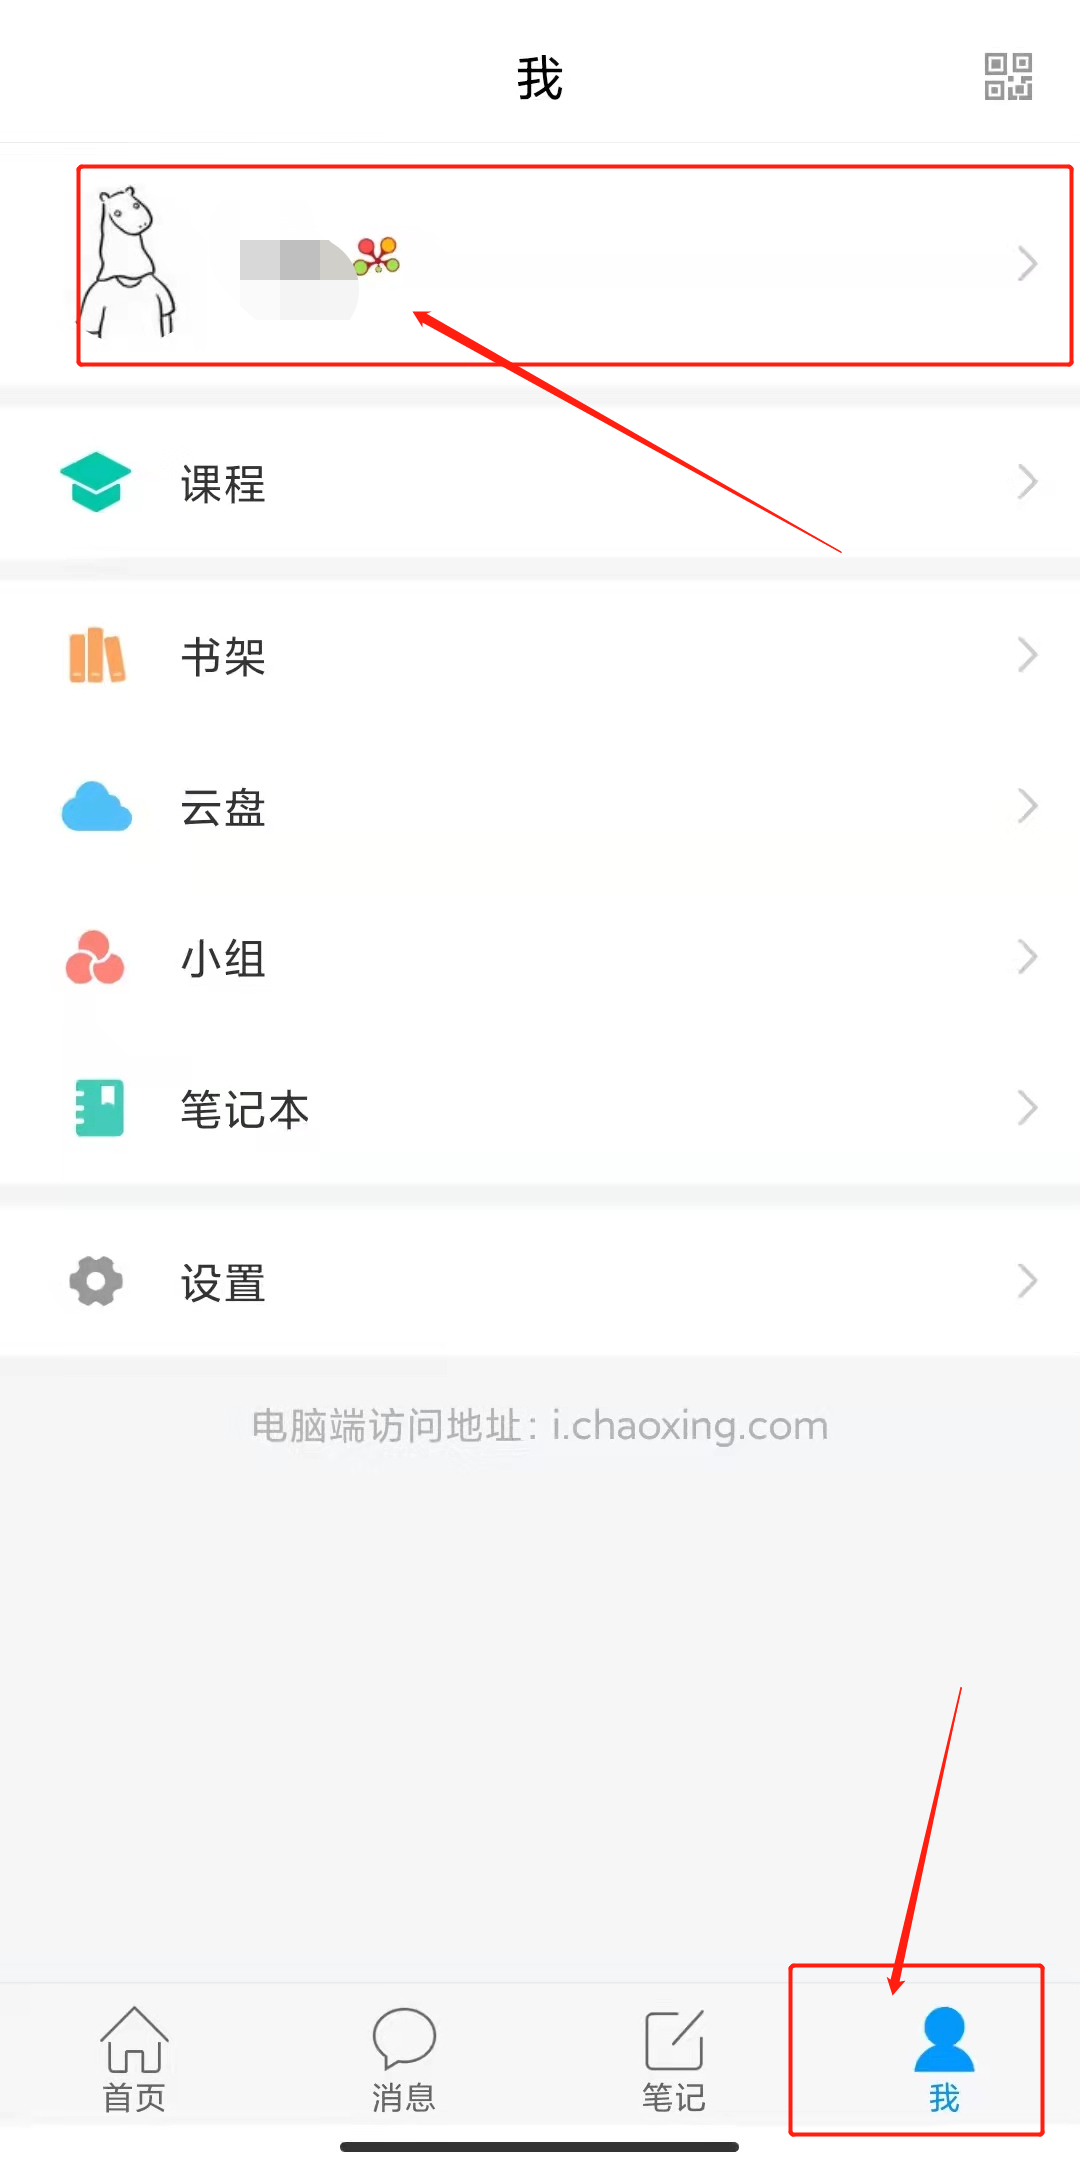 我
课程
书架
云盘
小组
笔记本
设置
电脑端访问地址：i.chaoxing.com
首页
消息
笔记
我